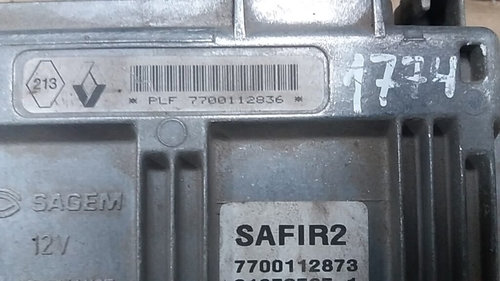 213
* PLF 7700112836 *
1774
SAGEM
12V
SAFIR2
7700112873